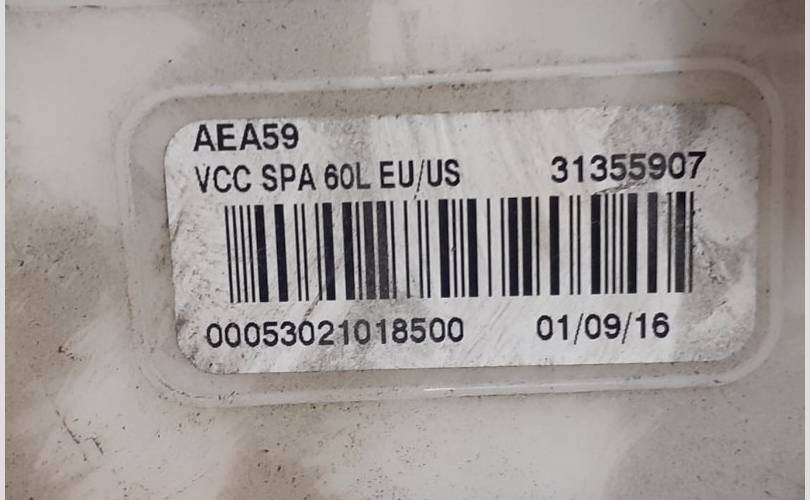 AEA59
VCC SPA 60L EU/US 31355907
00053021018500 01/09/16